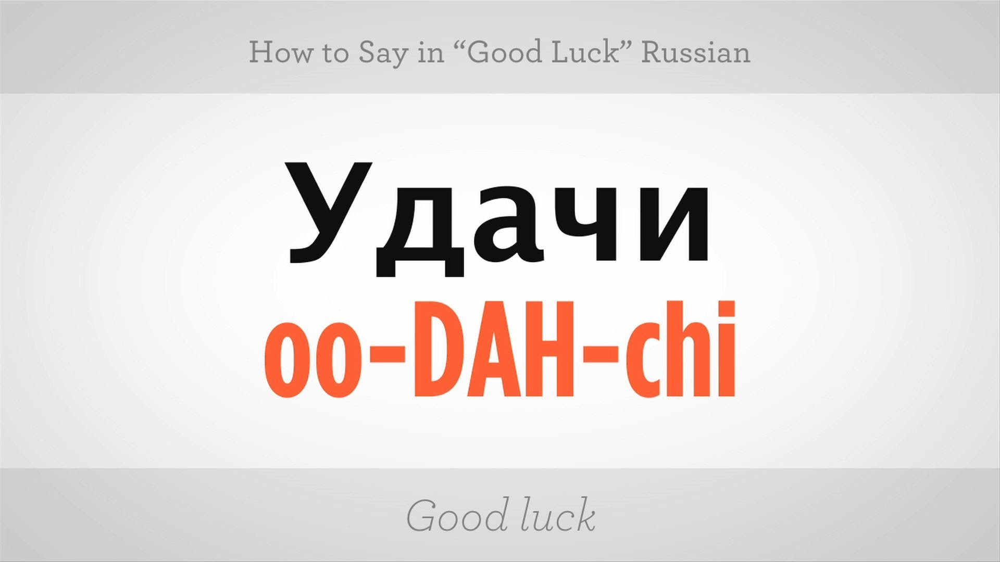 How to Say in “Good Luck” Russian
Удачи
oo-DAH-chi
Good luck